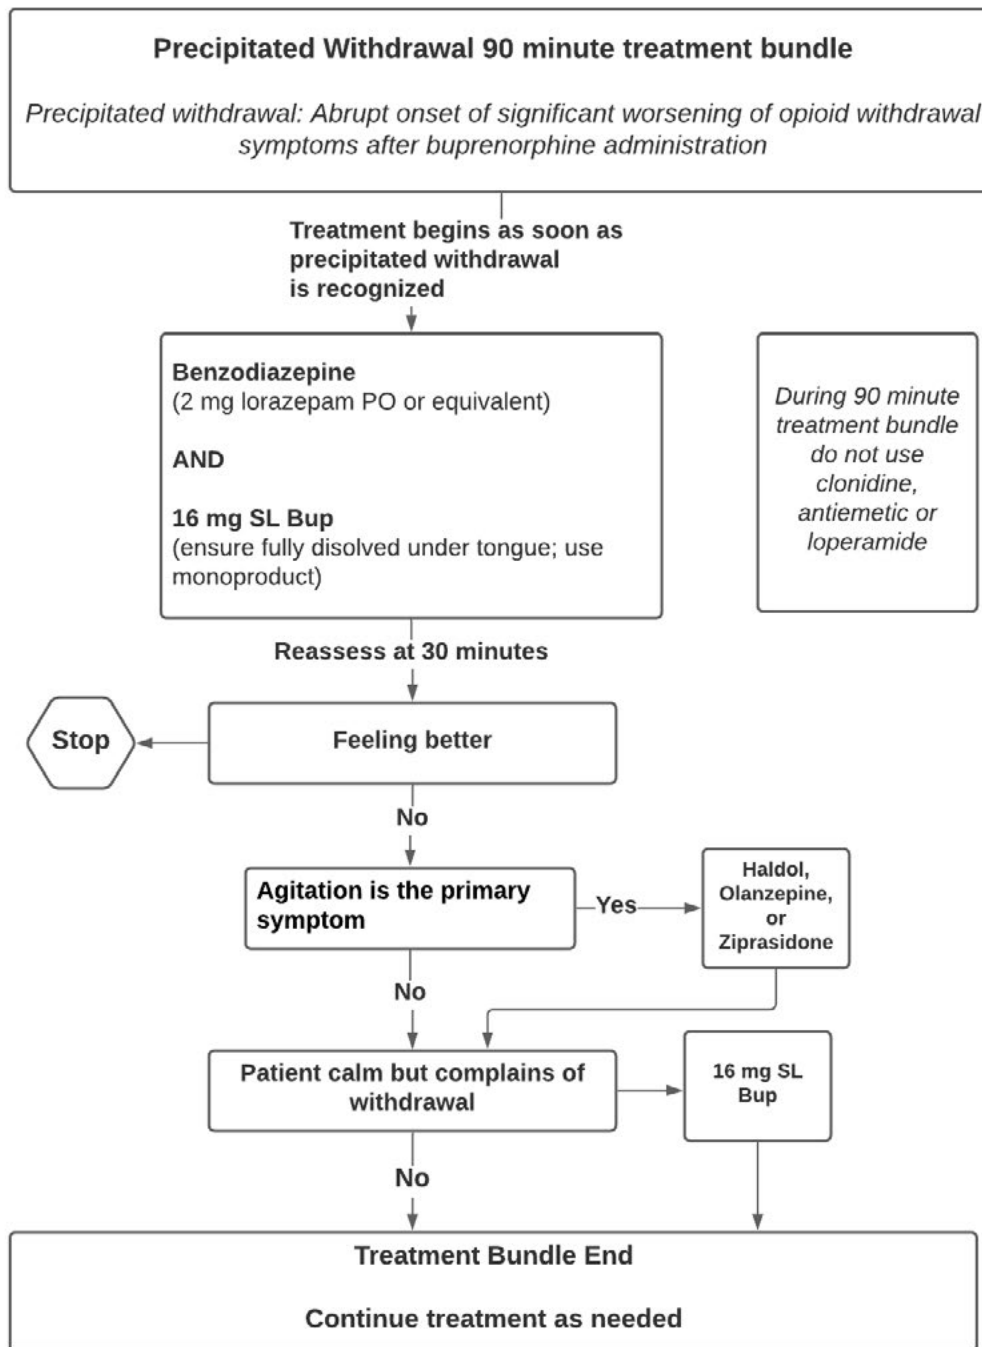 Precipitated Withdrawal 90 minute treatment bundle
Precipitated withdrawal: Abrupt onset of significant worsening of opioid withdrawal
symptoms after buprenorphine administration
Treatment begins as soon as
precipitated withdrawal
is recognized
Benzodiazepine
(2 mg lorazepam PO or equivalent)
AND
16 mg SL Bup
(ensure fully disolved under tongue; use
monoproduct)
During 90 minute
treatment bundle
do not use
clonidine,
antiemetic or
loperamide
Reassess at 30 minutes
Stop
Feeling better
No
Agitation is the primary
symptom
Yes
Haldol,
Olanzepine,
or
Ziprasidone
No
Patient calm but complains of
withdrawal
16 mg SL
Bup
No
Treatment Bundle End
Continue treatment as needed